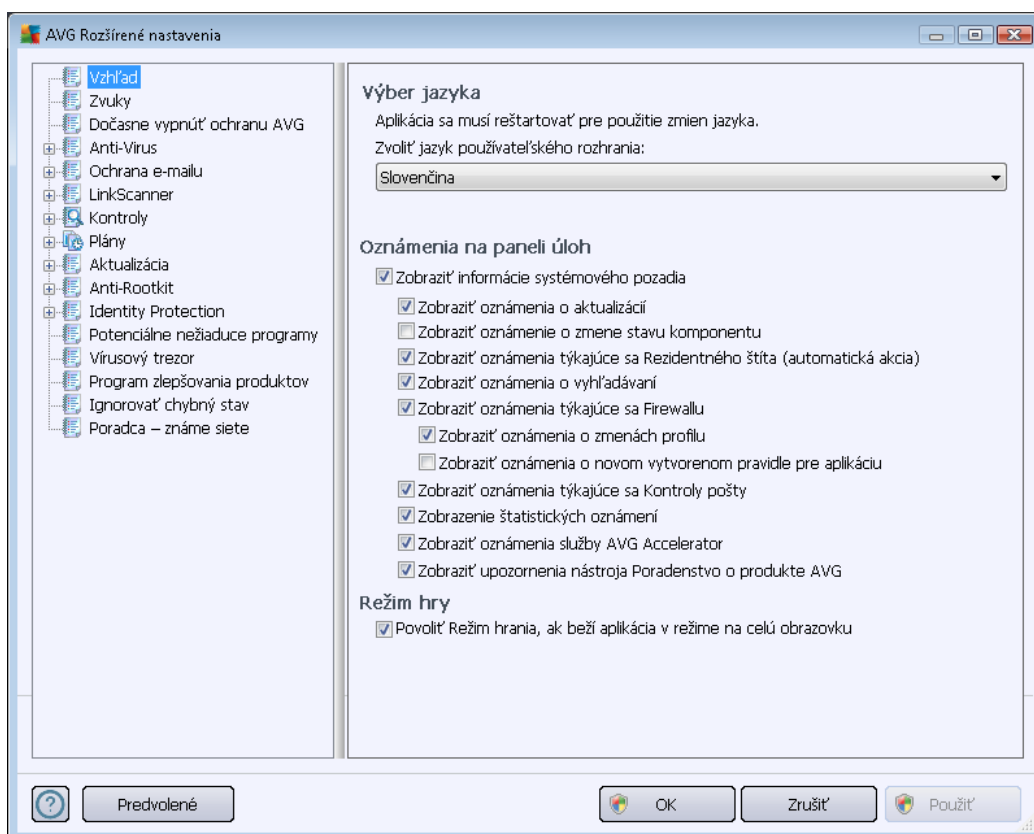 AVG Rozšírené nastavenia
Vzhľad
Zvuky
Dočasne vypnúť ochranu AVG
Anti-Virus
Ochrana e-mailu
LinkScanner
Kontroly
Plány
Aktualizácia
Anti-Rootkit
Identity Protection
Potenciálne nežiaduce programy
Vírusový trezor
Program zlepšovania produktov
Ignorovať chybný stav
Poradca – známe siete
Výber jazyka
Aplikácia sa musí reštartovať pre použitie zmien jazyka.
Zvoliť jazyk používateľského rozhrania:
Slovenčina
Oznámenia na paneli úloh
Zobraziť informácie systémového pozadia
Zobraziť oznámenia o aktualizácií
Zobraziť oznámenie o zmene stavu komponentu
Zobraziť oznámenia týkajúce sa Rezidentného štíta (automatická akcia)
Zobraziť oznámenia o vyhľadávaní
Zobraziť oznámenia týkajúce sa Firewallu
Zobraziť oznámenia o zmenách profilu
Zobraziť oznámenia o novom vytvorenom pravidle pre aplikáciu
Zobraziť oznámenia týkajúce sa Kontroly pošty
Zobrazenie štatistických oznámení
Zobraziť oznámenia služby AVG Accelerator
Zobraziť upozornenia nástroja Poradenstvo o produkte AVG
Režim hry
Povoliť Režim hrania, ak beží aplikácia v režime na celú obrazovku
Predvolené
OK
Zrušiť
Použiť